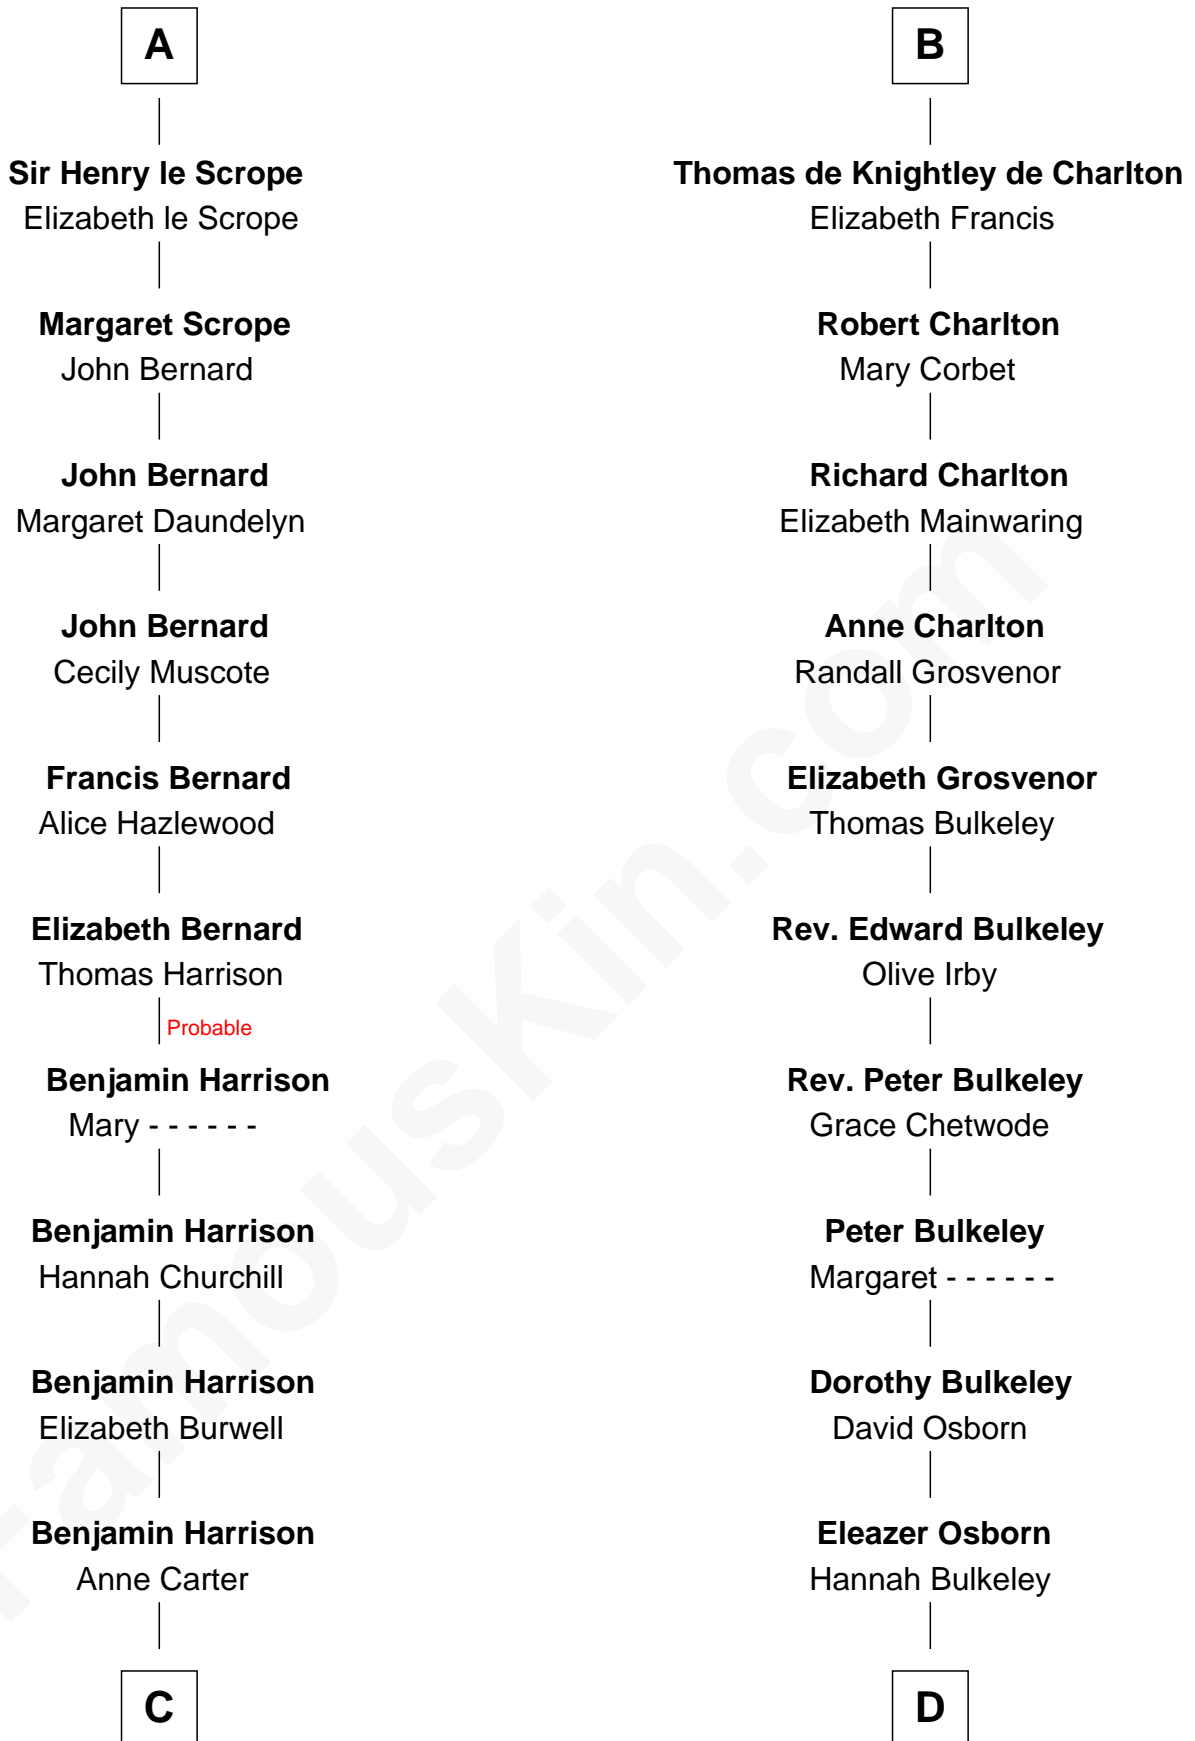 A
Sir Henry le Scrope
Elizabeth le Scrope
Margaret Scrope
John Bernard
John Bernard
Margaret Daundelyn
John Bernard
Cecily Muscote
Francis Bernard
Alice Hazlewood
Elizabeth Bernard
Thomas Harrison
Probable
Benjamin Harrison
Mary - - - - - -
Benjamin Harrison
Hannah Churchill
Benjamin Harrison
Elizabeth Burwell
Benjamin Harrison
Anne Carter
C
B
Thomas de Knightley de Charlton
Elizabeth Francis
Robert Charlton
Mary Corbet
Richard Charlton
Elizabeth Mainwaring
Anne Charlton
Randall Grosvenor
Elizabeth Grosvenor
Thomas Bulkeley
Rev. Edward Bulkeley
Olive Irby
Rev. Peter Bulkeley
Grace Chetwode
Peter Bulkeley
Margaret - - - - - -
Dorothy Bulkeley
David Osborn
Eleazer Osborn
Hannah Bulkeley
D
FamousKin.com